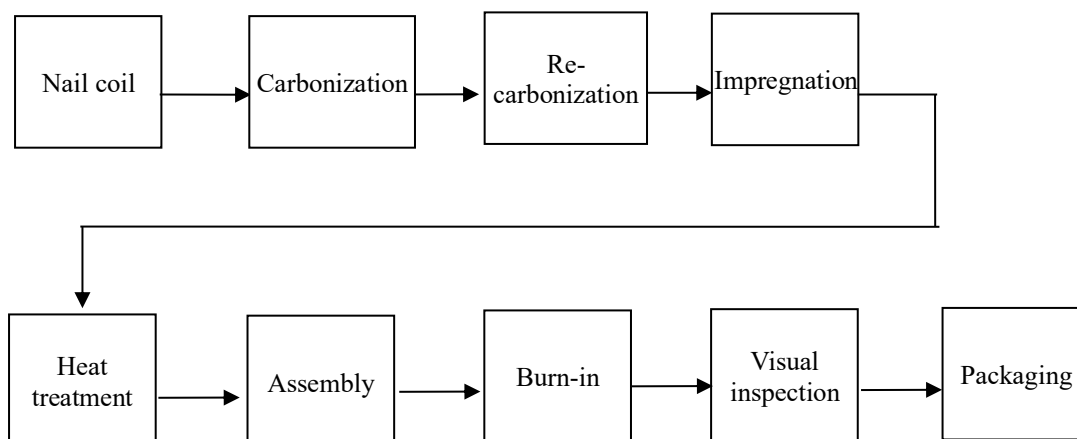 Nail coil
Carbonization
Re-
carbonization
Impregnation
Heat
treatment
Assembly
Burn-in
Visual
inspection
Packaging